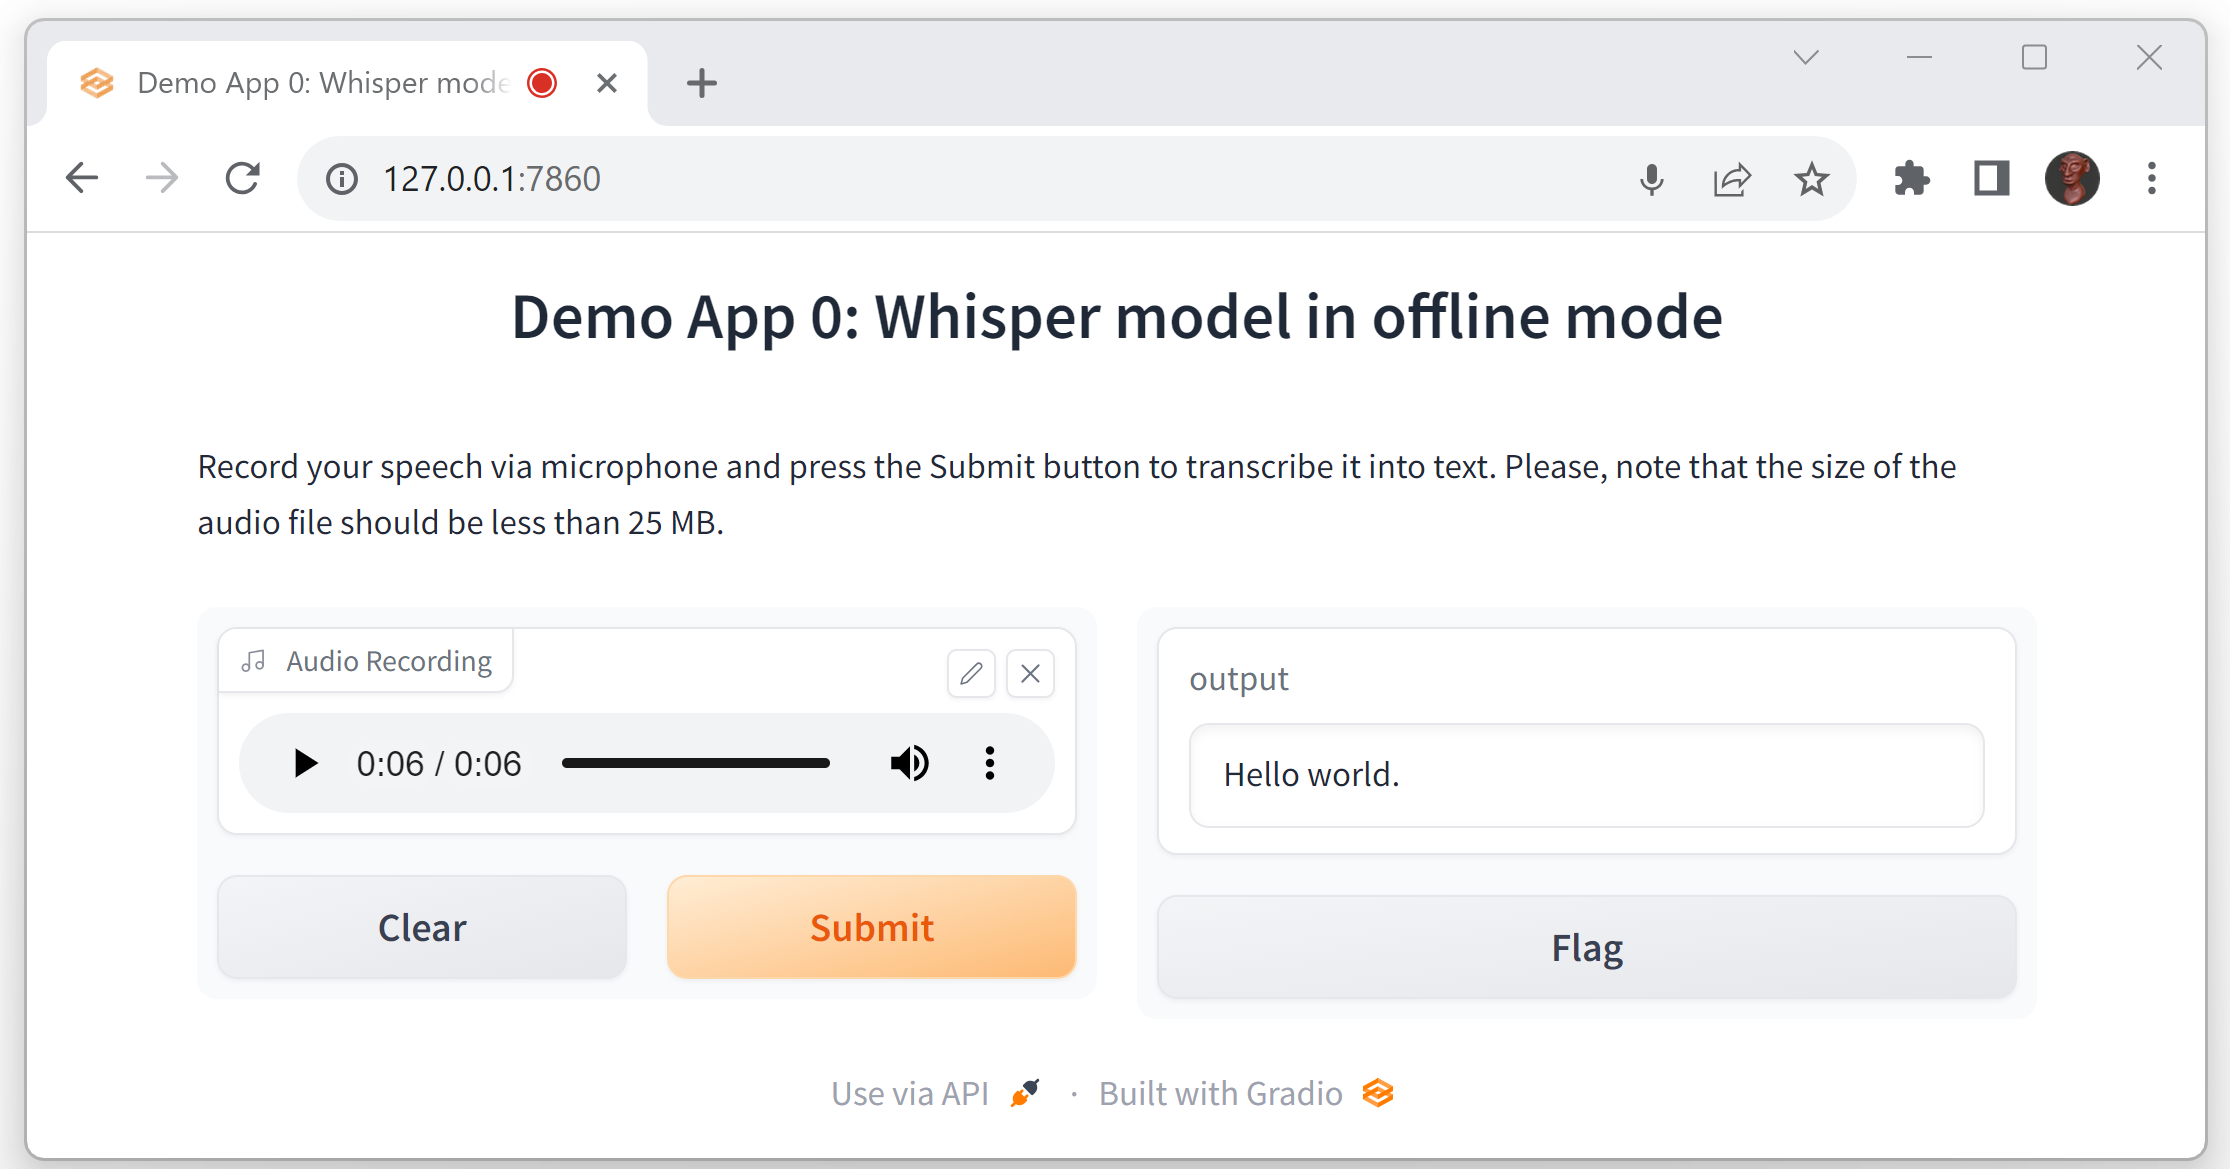 Demo App 0: Whisper mode
127.0.0.1:7860
Demo App 0: Whisper model in offline mode
Record your speech via microphone and press the Submit button to transcribe it into text. Please, note that the size of the
audio file should be less than 25 MB.
Audio Recording
0:06 / 0:06
Clear
Submit
output
Hello world.
Flag
Use via API · Built with Gradio